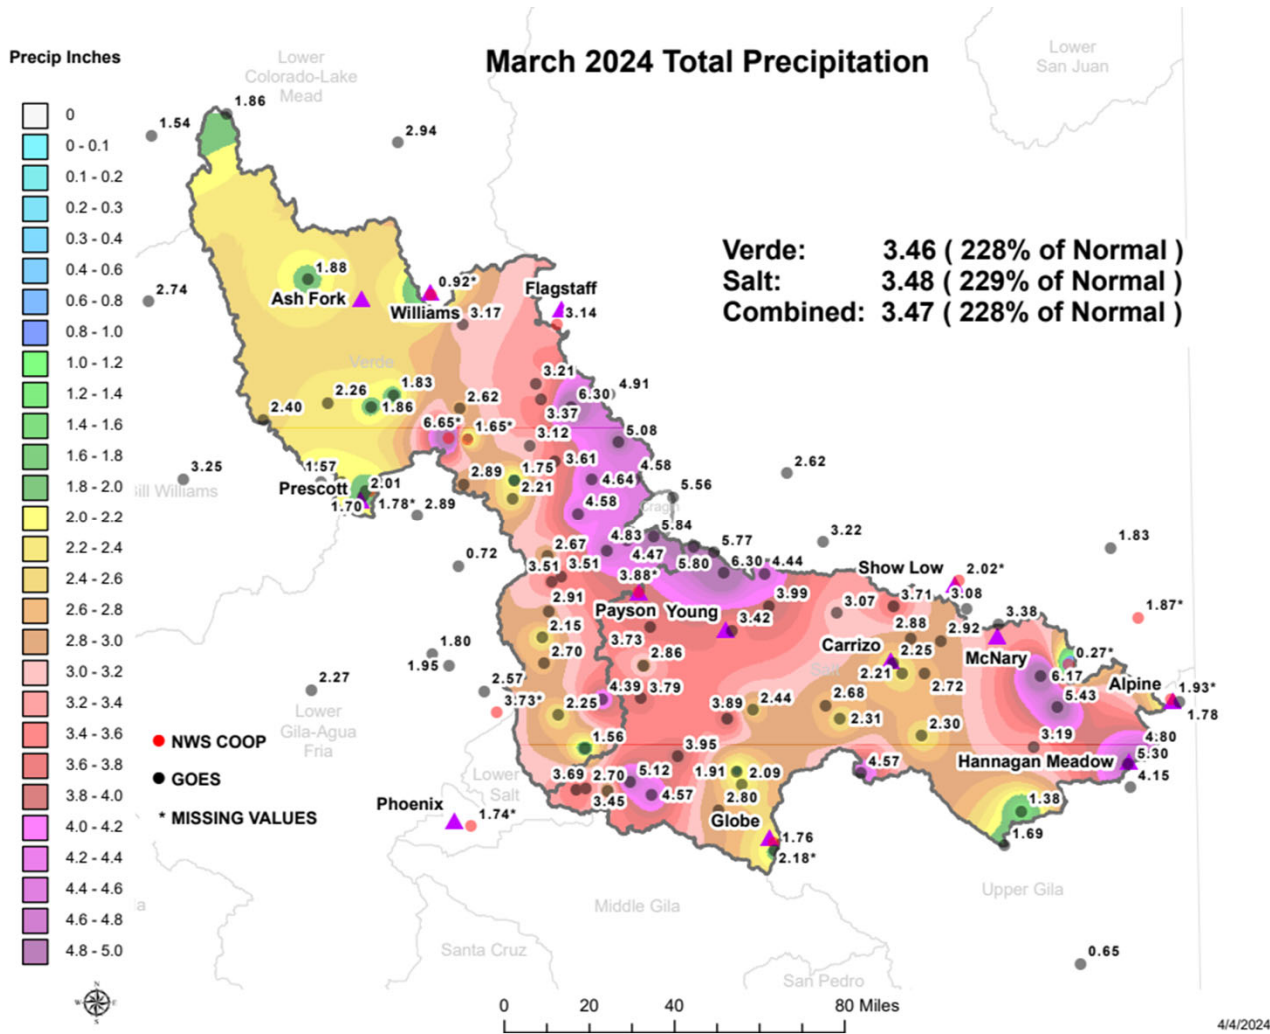 March 2024 Total Precipitation
Precip Inches
0
0 - 0.1
0.1 - 0.2
0.2 - 0.3
0.3 - 0.4
0.4 - 0.6
0.6 - 0.8
0.8 - 1.0
1.0 - 1.2
1.2 - 1.4
1.4 - 1.6
1.6 - 1.8
1.8 - 2.0
2.0 - 2.2
2.2 - 2.4
2.4 - 2.6
2.6 - 2.8
2.8 - 3.0
3.0 - 3.2
3.2 - 3.4
3.4 - 3.6
3.6 - 3.8
3.8 - 4.0
4.0 - 4.2
4.2 - 4.4
4.4 - 4.6
4.6 - 4.8
4.8 - 5.0
Lower
Colorado-Lake
Mead
Lower
San Juan
Verde: 3.46 ( 228% of Normal )
Salt: 3.48 ( 229% of Normal )
Combined: 3.47 ( 228% of Normal )
1.86
1.54
2.94
1.88
2.74
Ash Fork
0.92*
Williams
3.17
Flagstaff
3.14
Verde
3.21
4.91
1.83
2.26
1.86
2.62
6.30
2.40
3.37
6.65*
1.65*
3.12
5.08
3.25
1.57
3.61
4.58
2.62
Bill Williams
Prescott
2.01
2.89
1.75
4.64
5.56
1.70
1.78*
2.89
2.21
4.58
Cragin
5.84
4.83
5.77
3.22
1.83
0.72
2.67
4.47
5.80
6.30*
4.44
3.51
3.51
3.88*
Show Low
2.02*
3.08
2.91
Payson
Young
3.99
3.07
3.71
3.38
1.87*
2.15
3.73
3.42
2.88
2.92
1.80
1.95
2.70
2.86
Carrizo
2.25
McNary
0.27*
Salt
2.21
2.72
6.17
Alpine
1.93*
1.78
2.27
2.57
3.73*
2.25
4.39
3.79
3.89
2.44
2.68
2.31
5.43
Lower
Gila-Agua
Fria
1.56
2.30
3.19
4.80
NWS COOP
GOES
* MISSING VALUES
3.95
Hannagan Meadow
5.30
4.15
Lower
Salt
3.69
2.70
5.12
1.91
2.09
4.57
3.45
4.57
2.80
1.38
Phoenix
1.74*
Globe
1.76
2.18*
1.69
Middle Gila
Upper Gila
Santa Cruz
San Pedro
0.65
N
W
E
S
0 20 40 80 Miles
4/4/2024